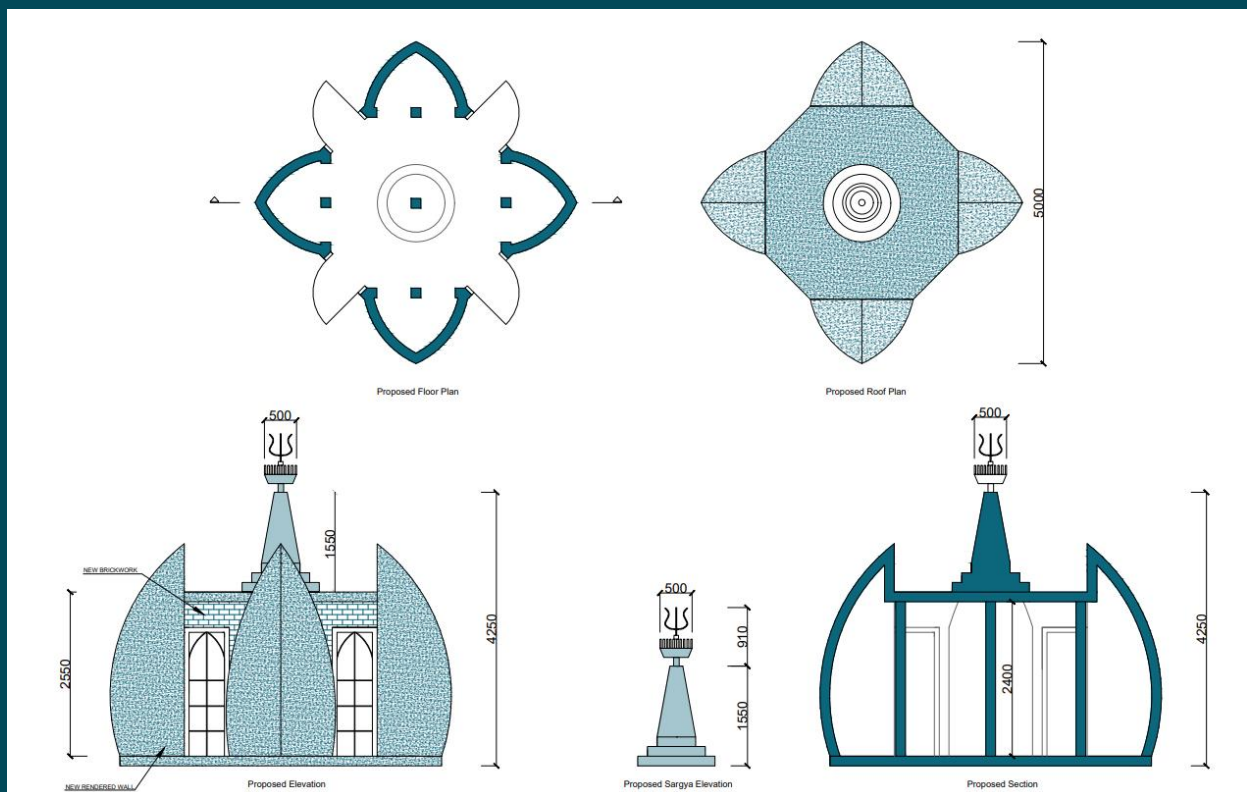 5000
Proposed Floor Plan
Proposed Roof Plan
500
1550
NEW BRICKWORK
2550
4250
NEW RENDERED WALL
Proposed Elevation
500
910
1550
Proposed Sargya Elevation
500
2400
4250
Proposed Section